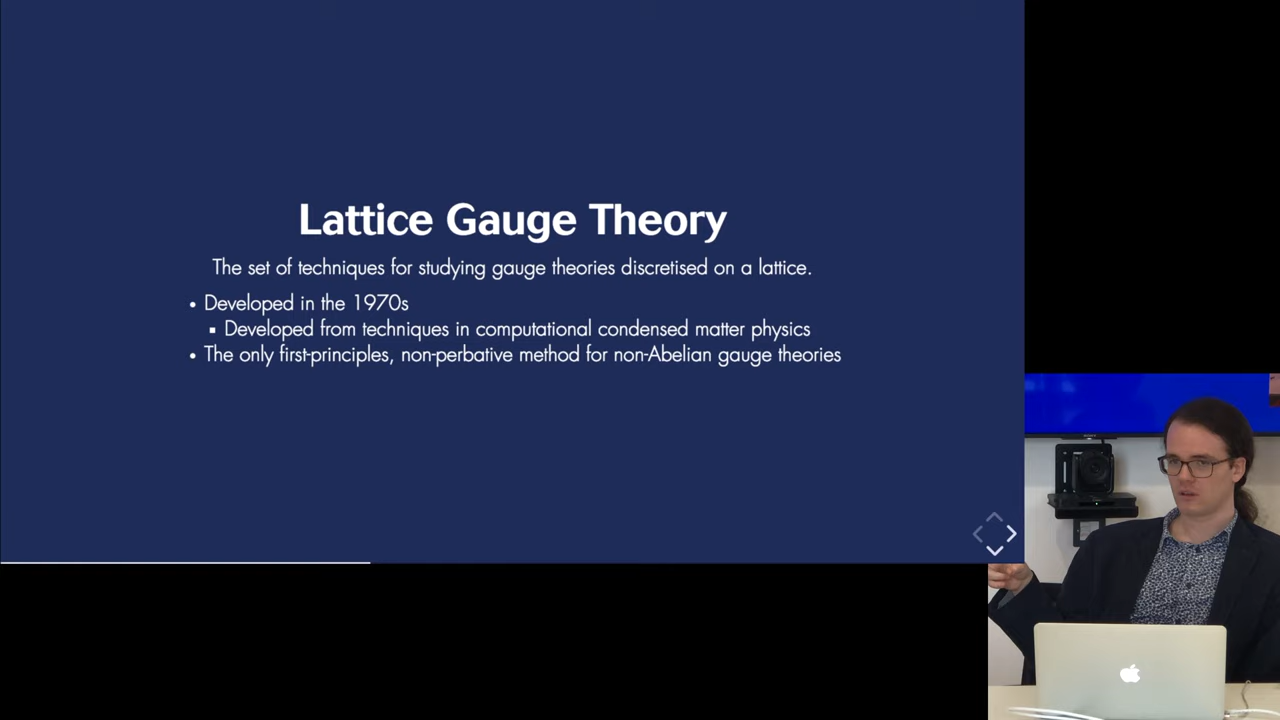 Lattice Gauge Theory
The set of techniques for studying gauge theories discretised on a lattice.
• Developed in the 1970s
▪ Developed from techniques in computational condensed matter physics
• The only first-principles, non-perbative method for non-Abelian gauge theories